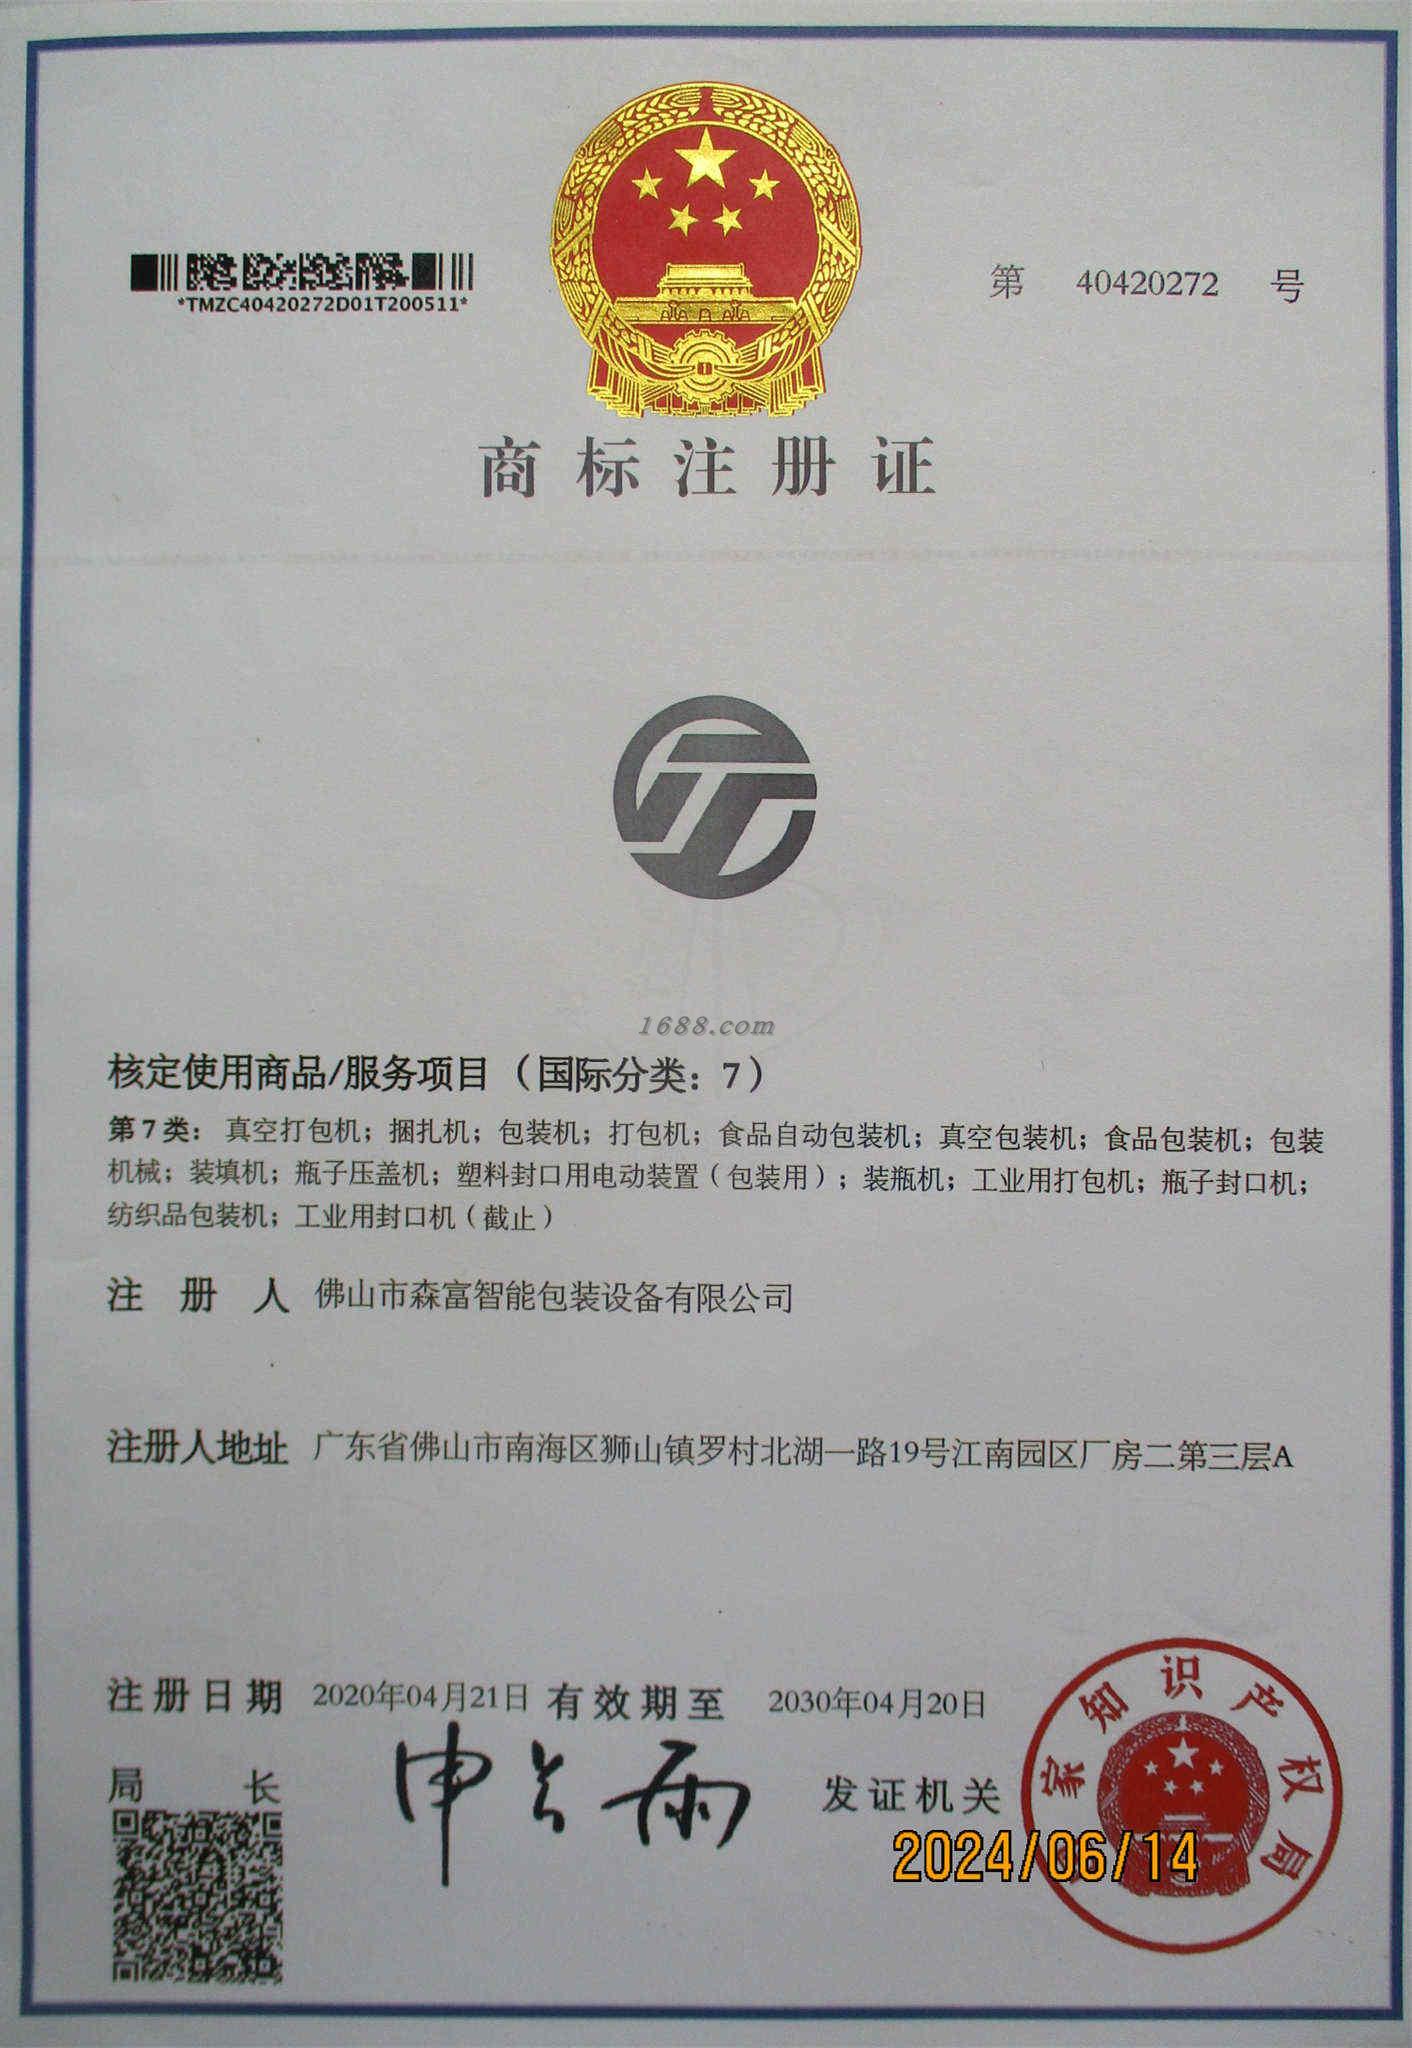 *TMZC40420272D01T200511*
第 40420272 号
商标注册证
1688.com
核定使用商品/服务项目（国际分类：7）
第7类：真空打包机；捆扎机；包装机；打包机；食品自动包装机；真空包装机；食品包装机；包装
机械；装填机；瓶子压盖机；塑料封口用电动装置（包装用）；装瓶机；工业用打包机；瓶子封口机；
纺织品包装机；工业用封口机（截止）
注册人 佛山市森富智能包装设备有限公司
注册人地址 广东省佛山市南海区狮山镇罗村北湖一路19号江南园区厂房二第三层A
注册日期 2020年04月21日 有效期至 2030年04月20日
局长 申长雨 发证机关
家知识产权局
2024/06/14